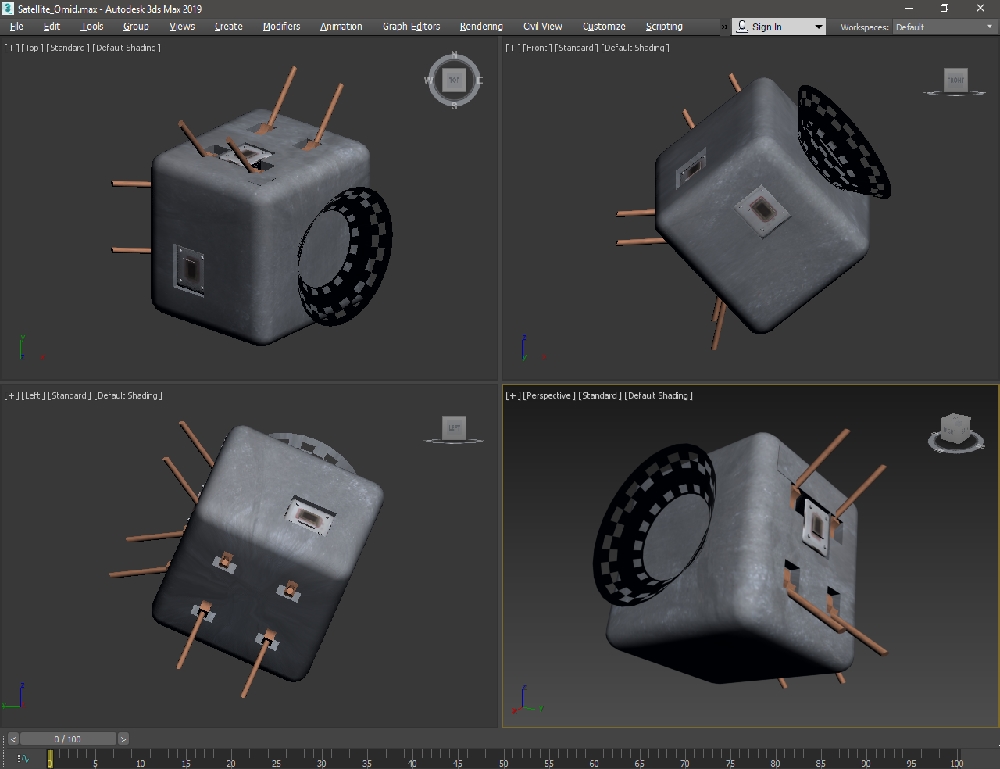 Satellite_Omid.max - Autodesk 3ds Max 2019
File Edit Tools Group Views Create Modifiers Animation Graph Editors Rendering Civil View Customize Scripting » Sign In Workspaces: Default
[+] [Top] [Standard] [Default Shading]
[+] [Front] [Standard] [Default Shading]
N
W TOP E
S
FRONT
y
z
[+] [Left] [Standard] [Default Shading]
[+] [Perspective] [Standard] [Default Shading]
LEFT
z
z
< 0 / 100 >
0 5 10 15 20 25 30 35 40 45 50 55 60 65 70 75 80 85 90 95 100